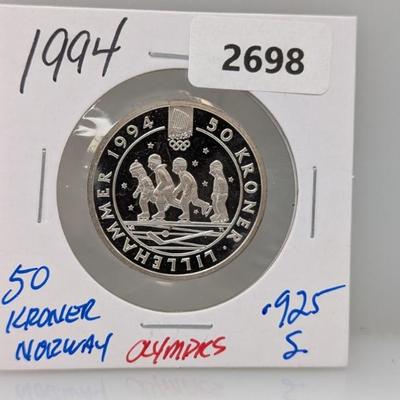 1994
2698
LILLEHAMMER 1994
50 KRONER
50
KRONER
NORWAY
OLYMPICS
.925
S